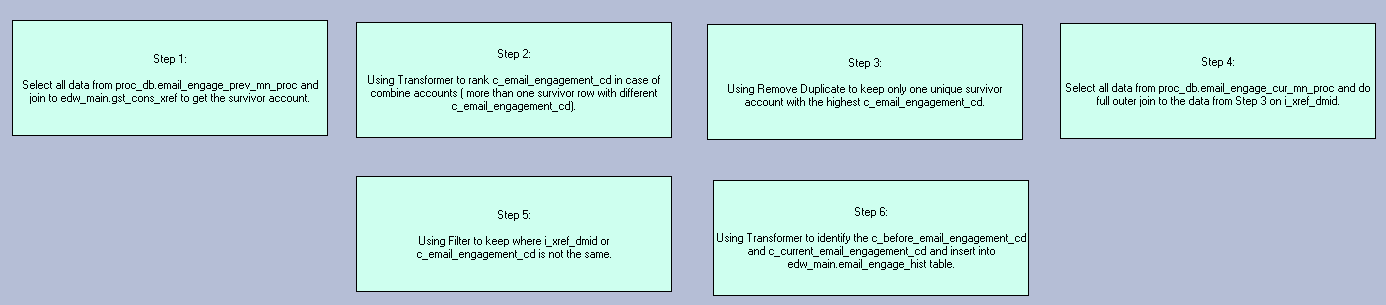 Step 1:
Select all data from proc_db.email_engage_prev_mn_proc and
join to edw_main.gst_cons_xref to get the survivor account.
Step 2:
Using Transformer to rank c_email_engagement_cd in case of
combine accounts ( more than one survivor row with different
c_email_engagement_cd).
Step 3:
Using Remove Duplicate to keep only one unique survivor
account with the highest c_email_engagement_cd.
Step 4:
Select all data from proc_db.email_engage_cur_mn_proc and do
full outer join to the data from Step 3 on i_xref_dmid.
Step 5:
Using Filter to keep where i_xref_dmid or
c_email_engagement_cd is not the same.
Step 6:
Using Transformer to identify the c_before_email_engagement_cd
and c_current_email_engagement_cd and insert into
edw_main.email_engage_hist table.